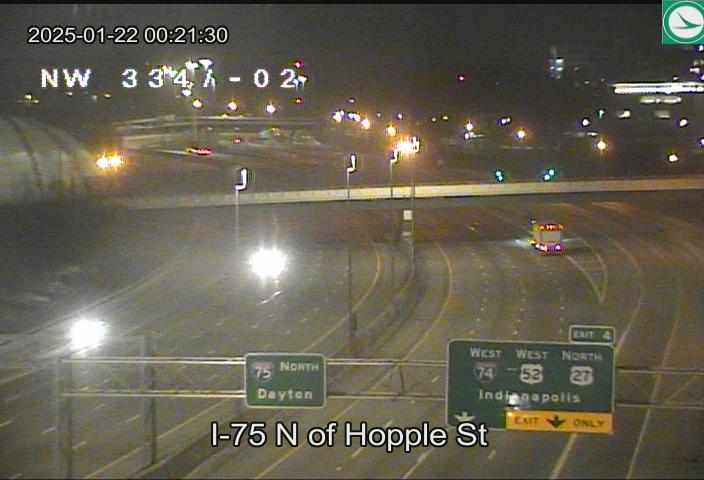 2025-01-22 00:21:30
NW 3347-02
EXIT 4
WEST WEST NORTH
74 52 27
Indianapolis
EXIT ONLY
75 NORTH
Dayton
I-75 N of Hopple St